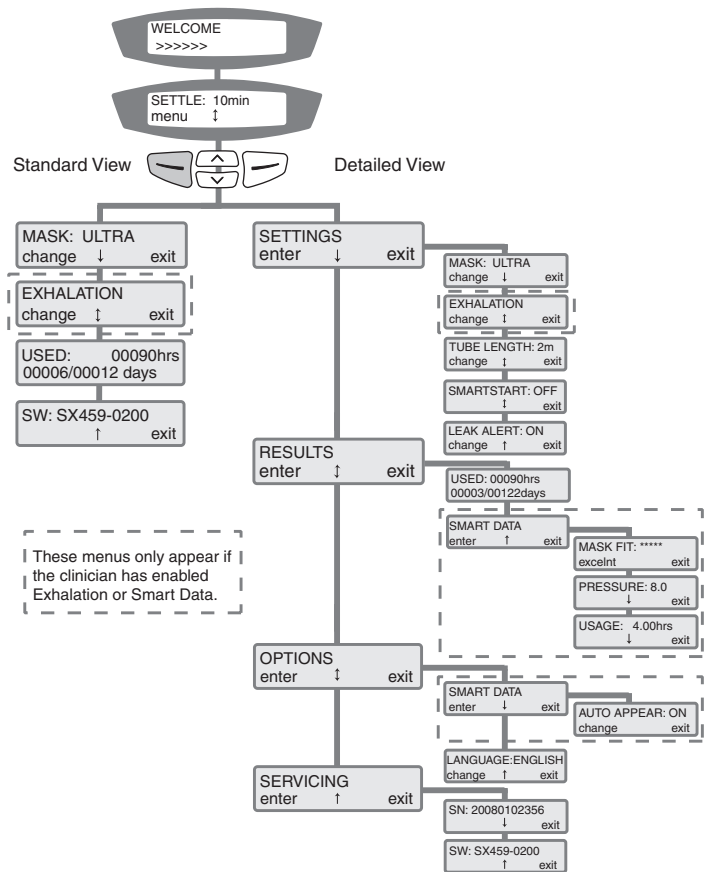 WELCOME
>>>>>>
SETTLE: 10min
menu ↕
Standard View
Detailed View
MASK: ULTRA
change ↓ exit
EXHALATION
change ↕ exit
USED: 00090hrs
00006/00012 days
SW: SX459-0200
↑ exit
These menus only appear if
the clinician has enabled
Exhalation or Smart Data.
SETTINGS
enter ↓ exit
MASK: ULTRA
change ↓ exit
EXHALATION
change ↕ exit
TUBE LENGTH: 2m
change ↕ exit
SMARTSTART: OFF
↕ exit
LEAK ALERT: ON
change ↑ exit
RESULTS
enter ↕ exit
USED: 00090hrs
00003/00122days
SMART DATA
enter ↑ exit
MASK FIT: *****
excelnt exit
PRESSURE: 8.0
↓ exit
USAGE: 4.00hrs
↓ exit
OPTIONS
enter ↕ exit
SMART DATA
enter ↓ exit
AUTO APPEAR: ON
change exit
LANGUAGE:ENGLISH
change ↑ exit
SERVICING
enter ↑ exit
SN: 20080102356
↓ exit
SW: SX459-0200
↑ exit